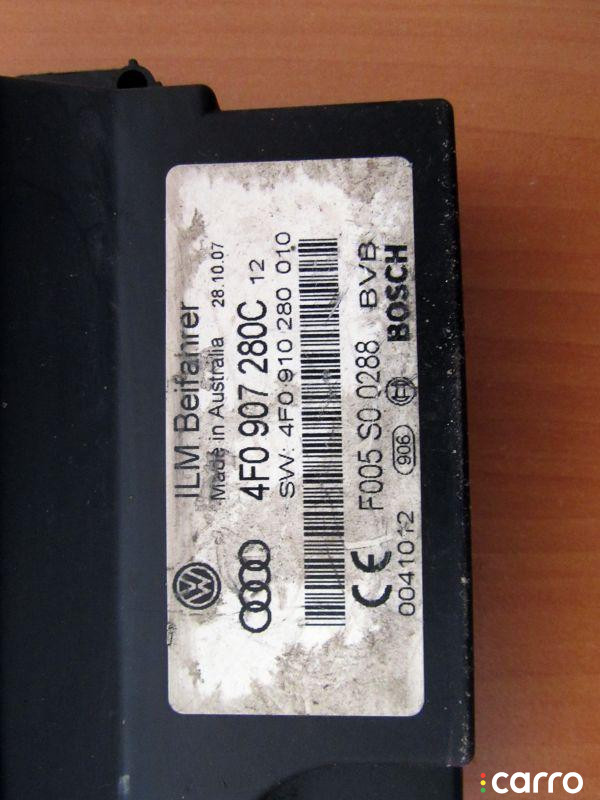 ILM Beifahrer
Made in Australia 28.10.07
4F0 907 280C 12
SW: 4F0 910 280 010
F005 S0 0288 BVB
0041012 906 BOSCH
carro